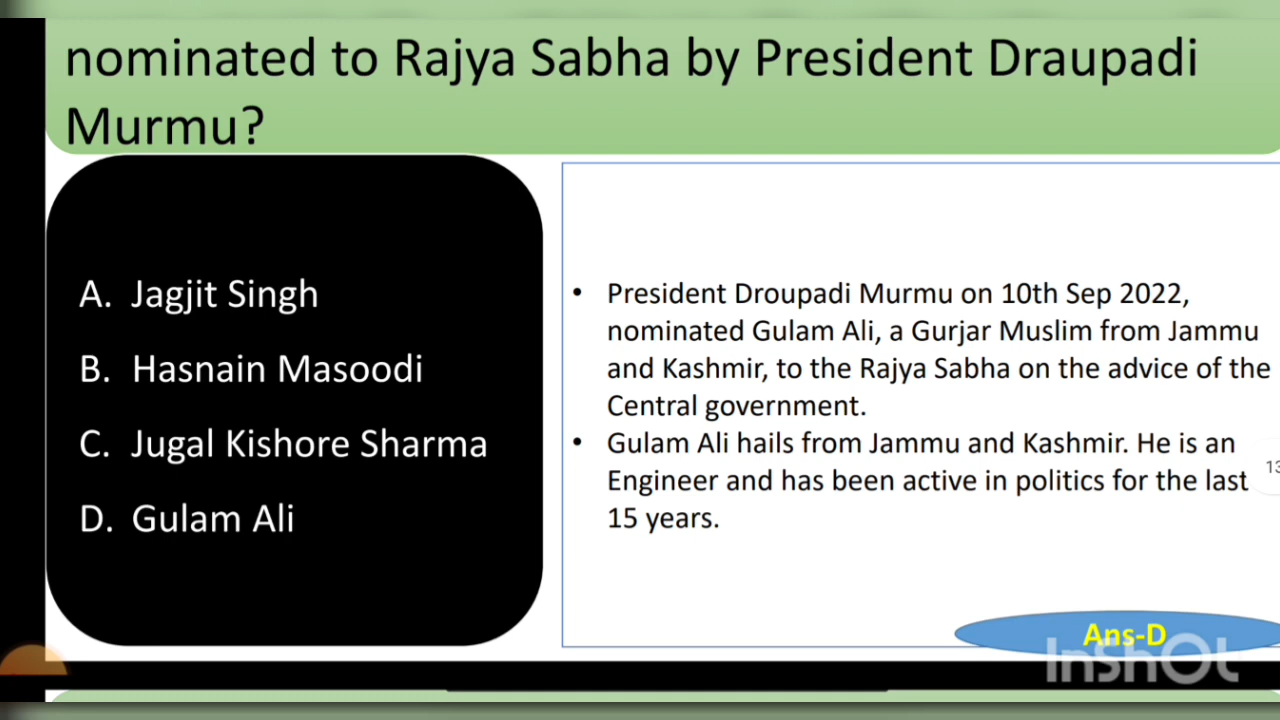 nominated to Rajya Sabha by President Draupadi
Murmu?
A. Jagjit Singh
B. Hasnain Masoodi
C. Jugal Kishore Sharma
D. Gulam Ali
• President Droupadi Murmu on 10th Sep 2022,
nominated Gulam Ali, a Gurjar Muslim from Jammu
and Kashmir, to the Rajya Sabha on the advice of the
Central government.
• Gulam Ali hails from Jammu and Kashmir. He is an
Engineer and has been active in politics for the last
15 years.
13
Ans-D
InShOt